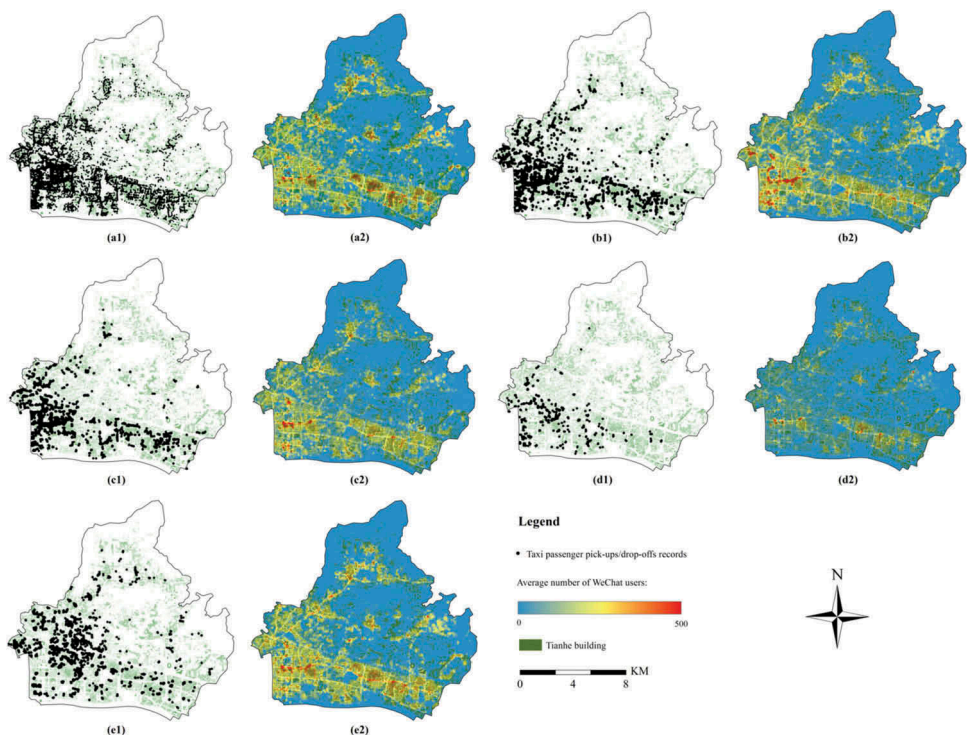 (a1)
(a2)
(b1)
(b2)
(c1)
(c2)
(d1)
(d2)
Legend
Taxi passenger pick-ups/drop-offs records
Average number of WeChat users:
0
500
Tianhe building
KM
0
4
8
N
(e1)
(e2)